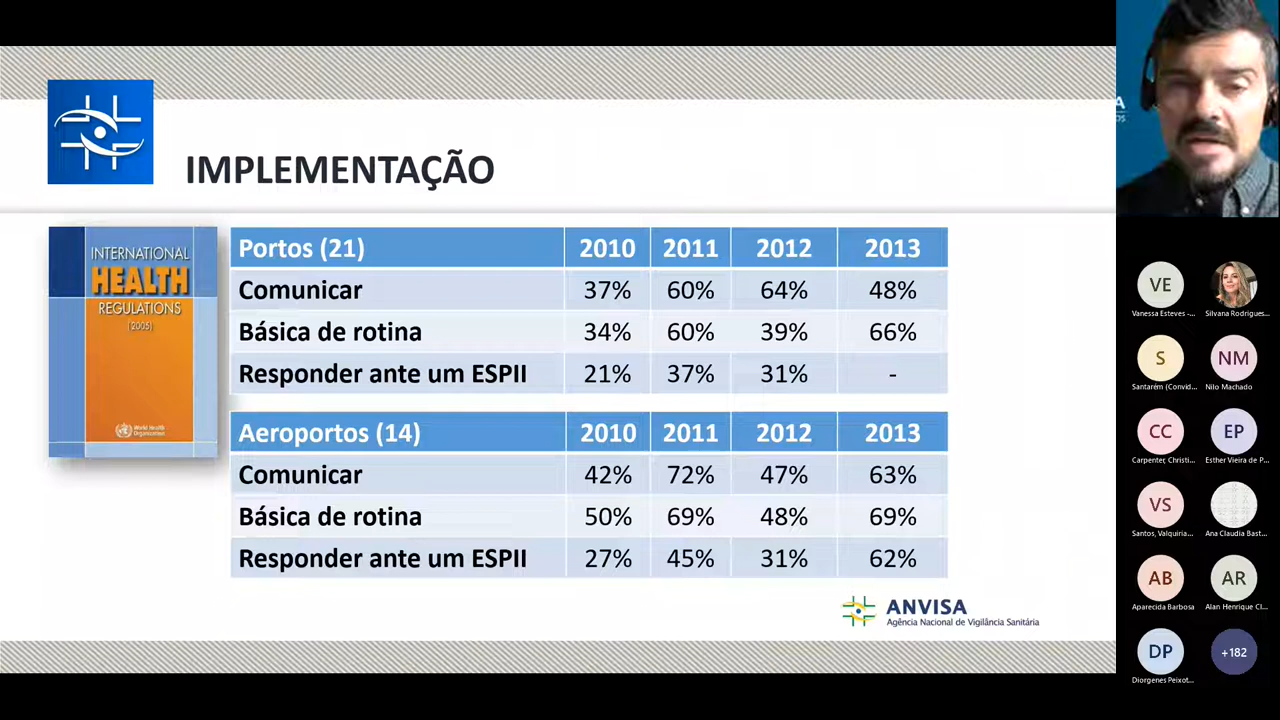 IMPLEMENTAÇÃO
INTERNATIONAL
HEALTH
REGULATIONS
(2005)
World Health
Organization
Portos (21) 2010 2011 2012 2013
Comunicar 37% 60% 64% 48%
Básica de rotina 34% 60% 39% 66%
Responder ante um ESPII 21% 37% 31% -
Aeroportos (14) 2010 2011 2012 2013
Comunicar 42% 72% 47% 63%
Básica de rotina 50% 69% 48% 69%
Responder ante um ESPII 27% 45% 31% 62%
ANVISA
Agência Nacional de Vigilância Sanitária
VE
Vanessa Esteves -...
Silvana Rodrigues...
S
NM
Santarém (Convid...
Nilo Machado
CC
EP
Carpenter, Christi...
Esther Vieira de P...
VS
Santos, Valquíria...
Ana Claudia Bast...
AB
AR
Aparecida Barbosa
Alan Henrique Cl...
DP
+182
Diorgenes Peixot...